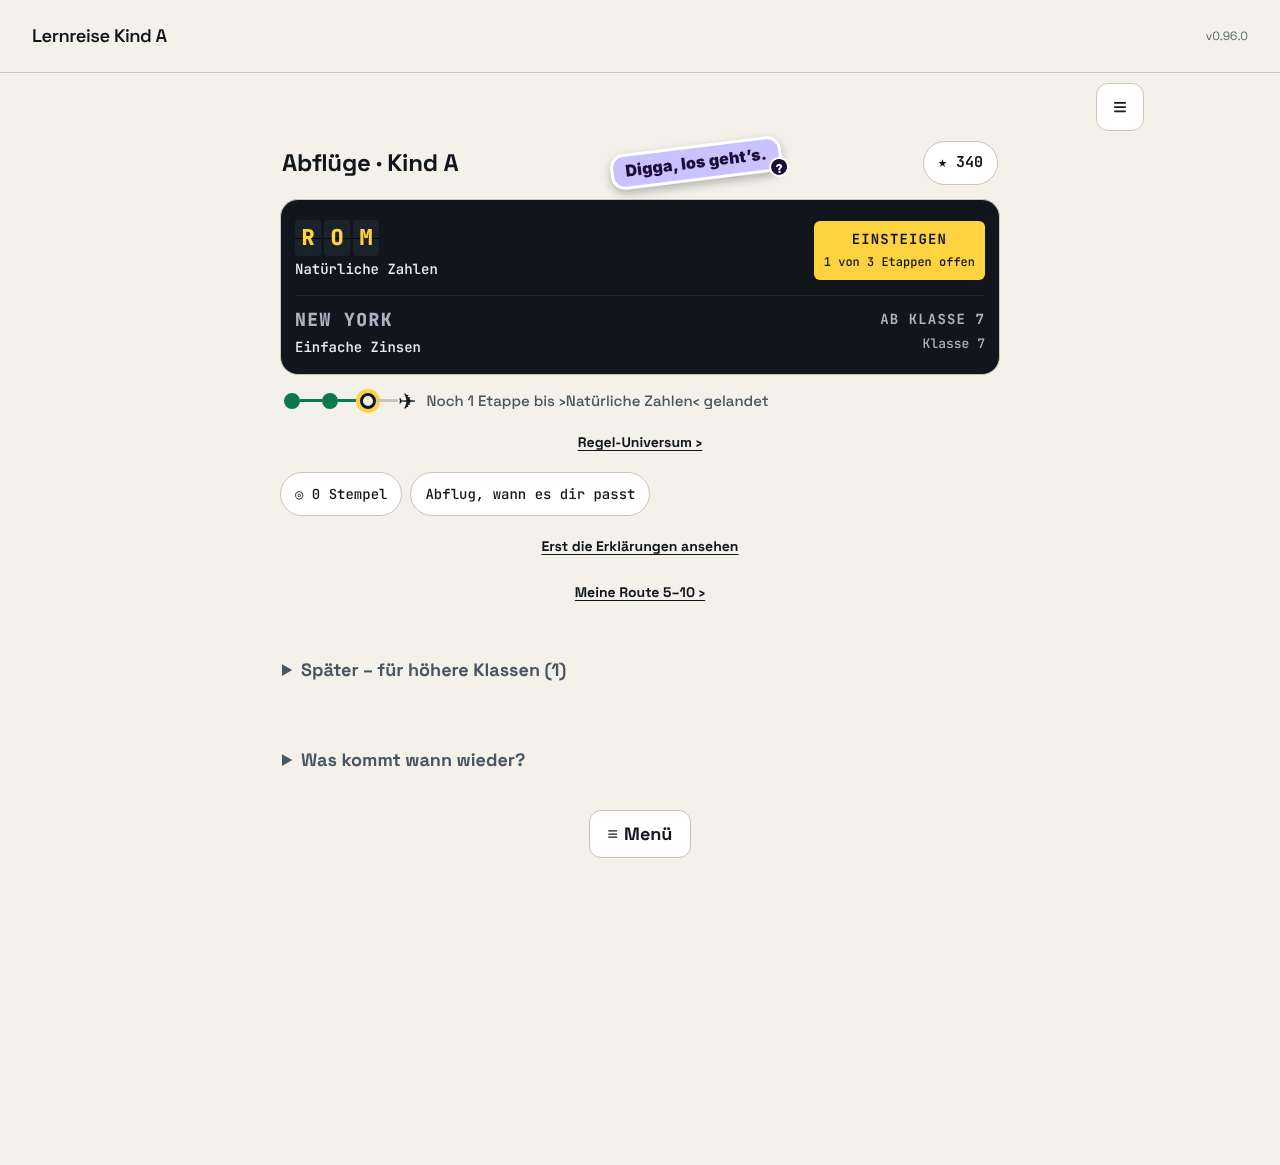 Lernreise Kind A
v0.96.0
≡
Abflüge · Kind A
Digga, los geht's.
?
★ 340
ROM
EINSTEIGEN
Natürliche Zahlen
1 von 3 Etappen offen
NEW YORK
AB KLASSE 7
Einfache Zinsen
Klasse 7
Noch 1 Etappe bis ›Natürliche Zahlen‹ gelandet
Regel-Universum ›
◎ 0 Stempel
Abflug, wann es dir passt
Erst die Erklärungen ansehen
Meine Route 5–10 ›
▶ Später – für höhere Klassen (1)
▶ Was kommt wann wieder?
≡ Menü